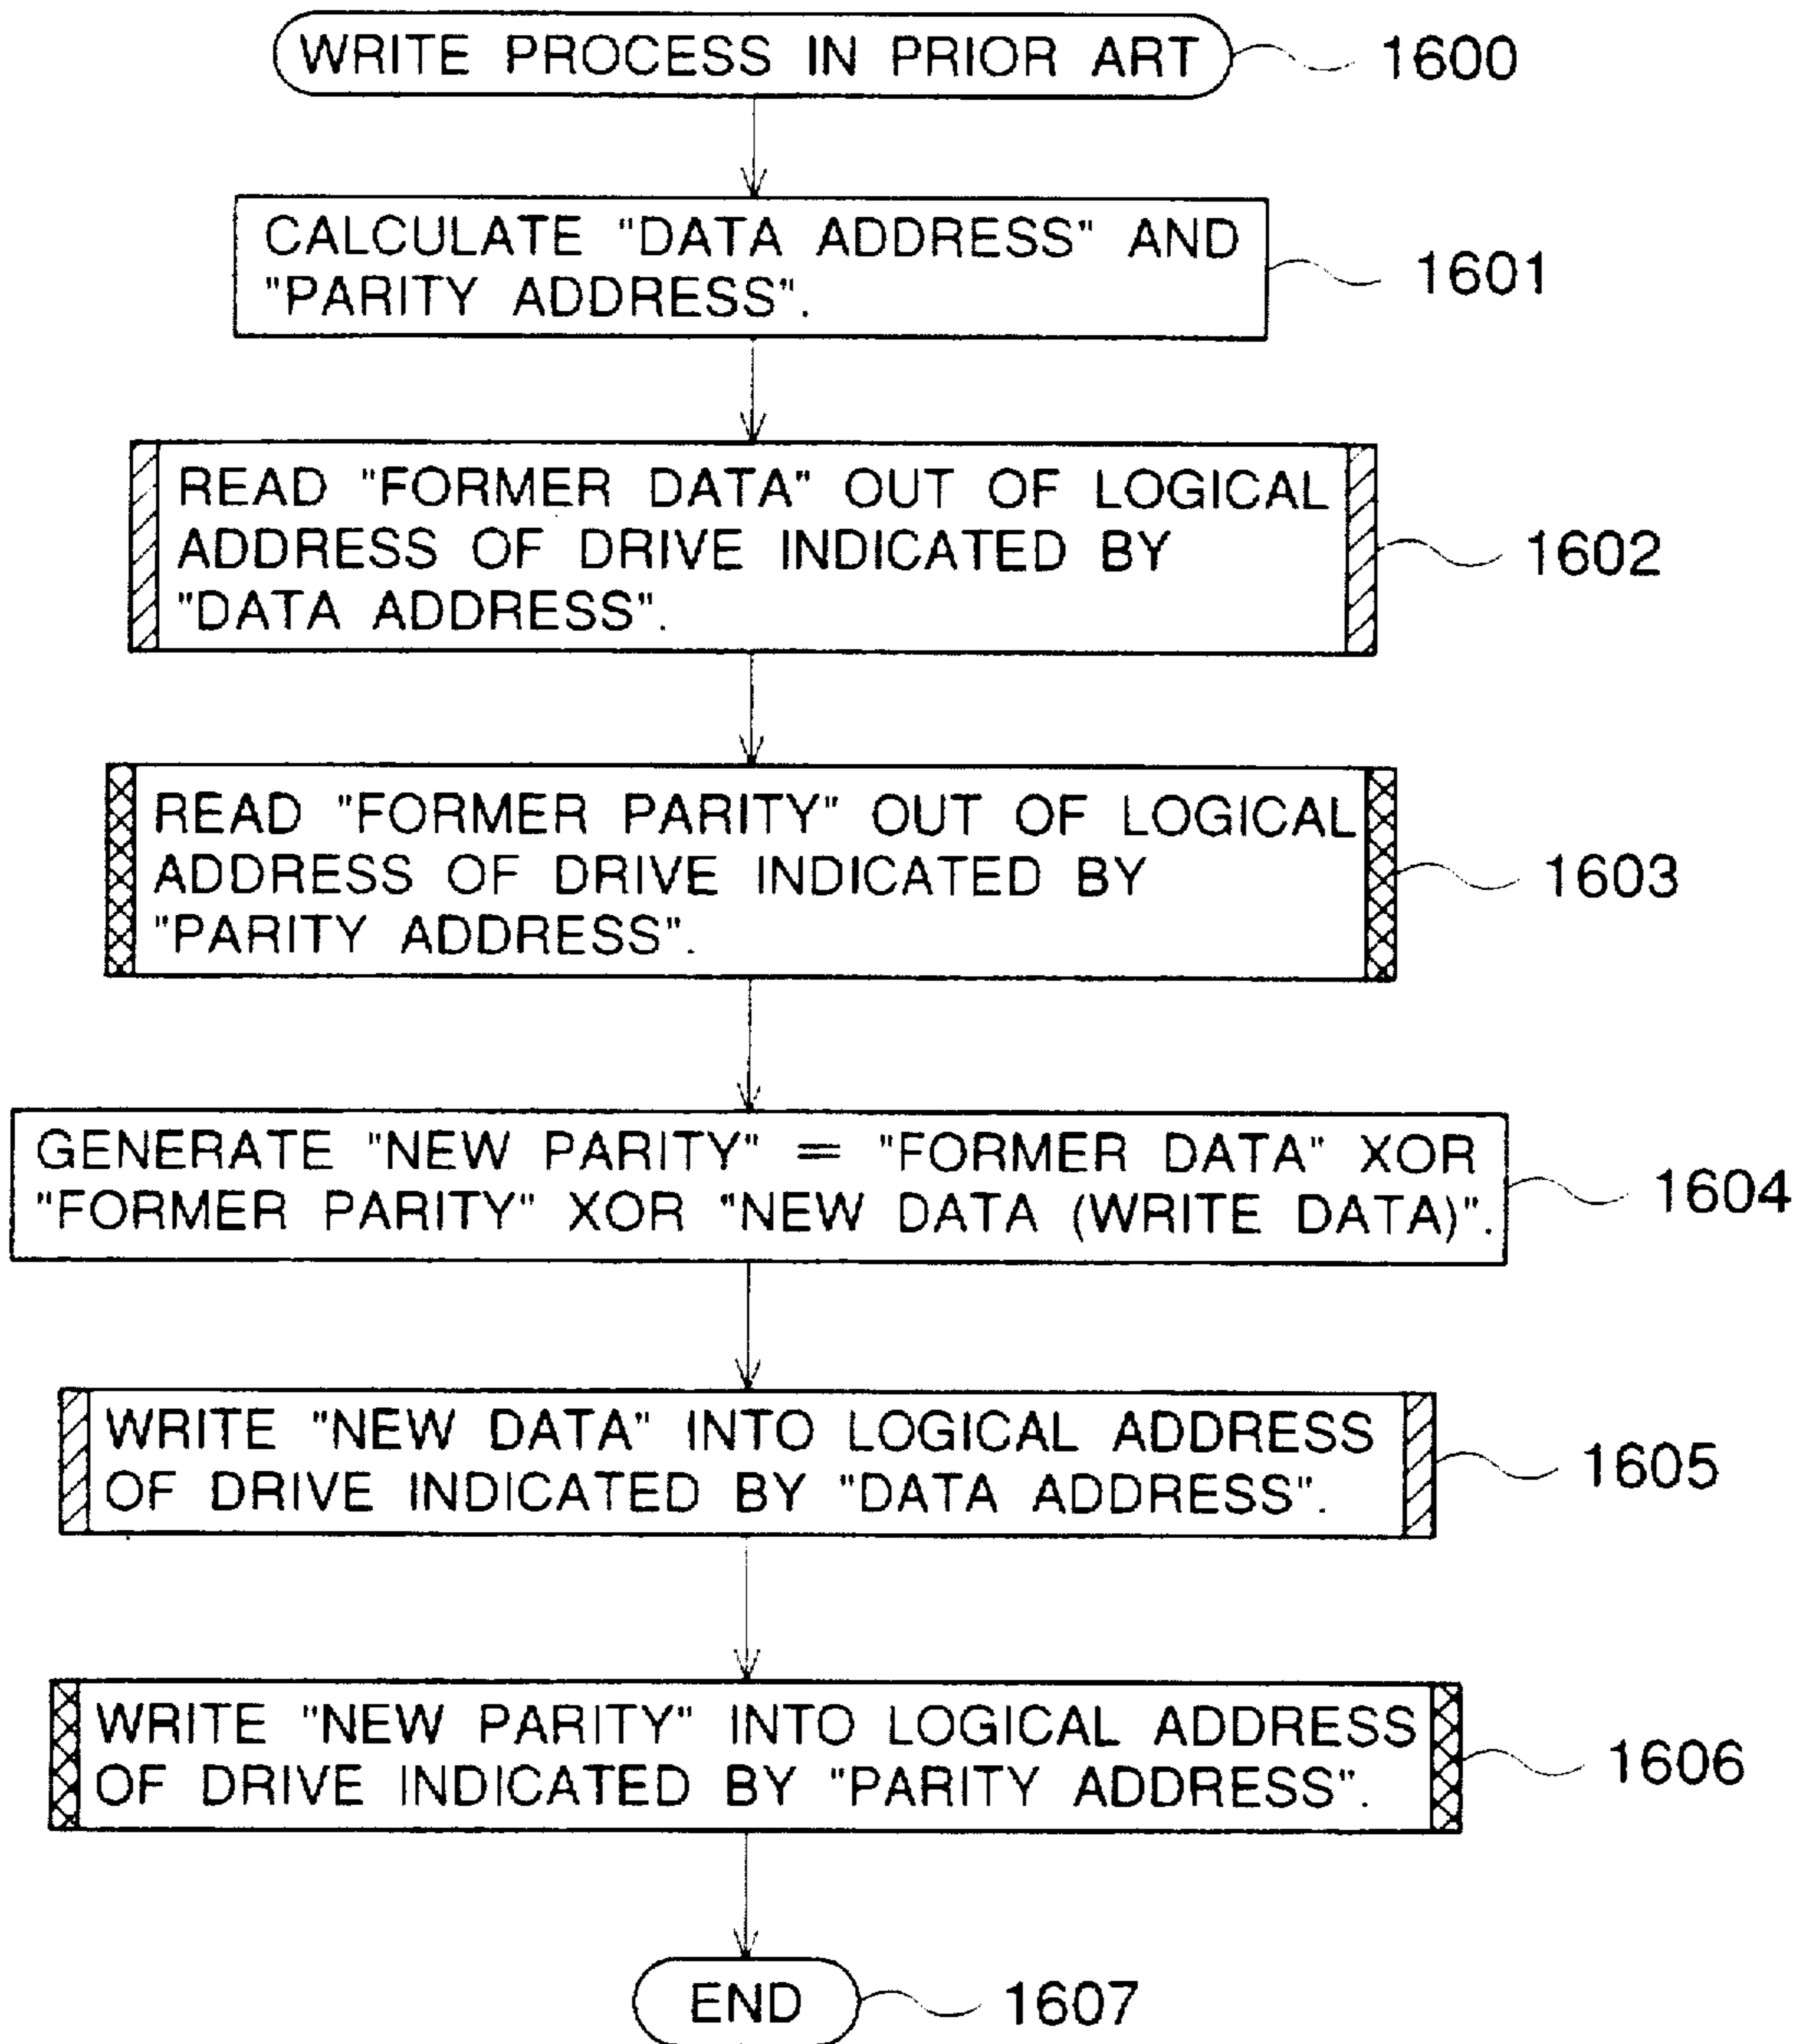 WRITE PROCESS IN PRIOR ART
1600
CALCULATE "DATA ADDRESS" AND
"PARITY ADDRESS".
1601
READ "FORMER DATA" OUT OF LOGICAL
ADDRESS OF DRIVE INDICATED BY
"DATA ADDRESS".
1602
READ "FORMER PARITY" OUT OF LOGICAL
ADDRESS OF DRIVE INDICATED BY
"PARITY ADDRESS".
1603
GENERATE "NEW PARITY" = "FORMER DATA" XOR
"FORMER PARITY" XOR "NEW DATA (WRITE DATA)".
1604
WRITE "NEW DATA" INTO LOGICAL ADDRESS
OF DRIVE INDICATED BY "DATA ADDRESS".
1605
WRITE "NEW PARITY" INTO LOGICAL ADDRESS
OF DRIVE INDICATED BY "PARITY ADDRESS".
1606
END
1607